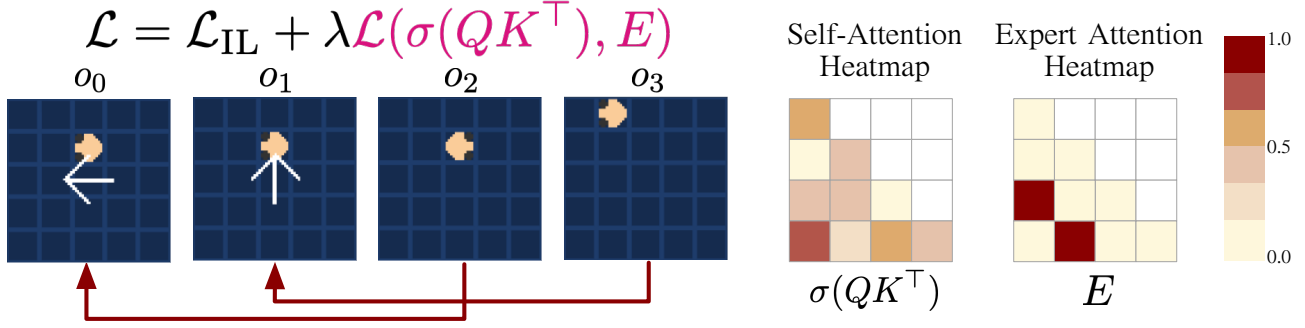 ℒ = ℒ_IL + λℒ(σ(QK^⊤), E)
o_0 o_1 o_2 o_3
Self-Attention Heatmap
Expert Attention Heatmap
1.0
0.5
0.0
σ(QK^⊤)
E